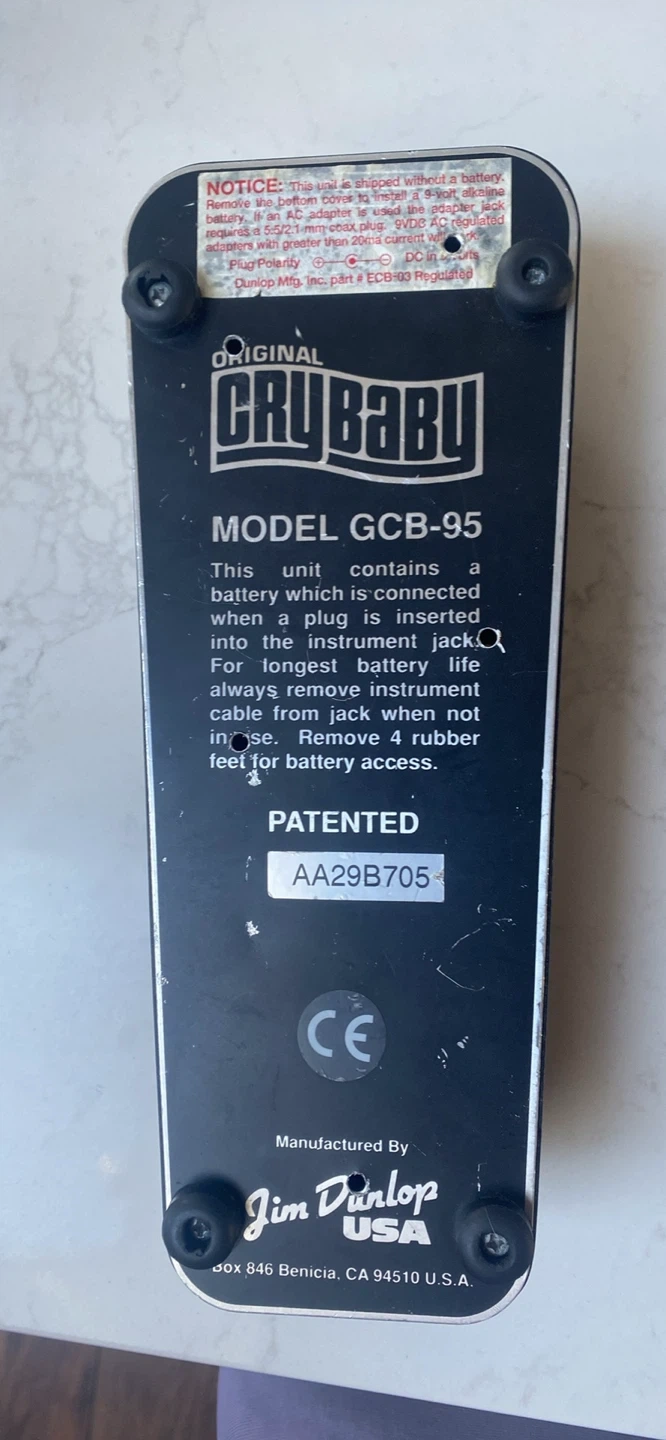 NOTICE: This unit is shipped without a battery.
Remove the bottom cover to install a 9-volt alkaline
battery. If an AC adapter is used the adapter jack
requires a 5.5/2.1 mm coax plug. 9VDC AC regulated
adapters with greater than 20ma current
Plug Polarity + - DC in
Dunlop Mfg. Inc. part # ECB-03 Regulated
ORIGINAL
CRYBABY
MODEL GCB-95
This unit contains a
battery which is connected
when a plug is inserted
into the instrument jack.
For longest battery life
always remove instrument
cable from jack when not
in use. Remove 4 rubber
feet for battery access.
PATENTED
AA29B705
CE
Manufactured By
Jim Dunlop
USA
Box 846 Benicia, CA 94510 U.S.A.